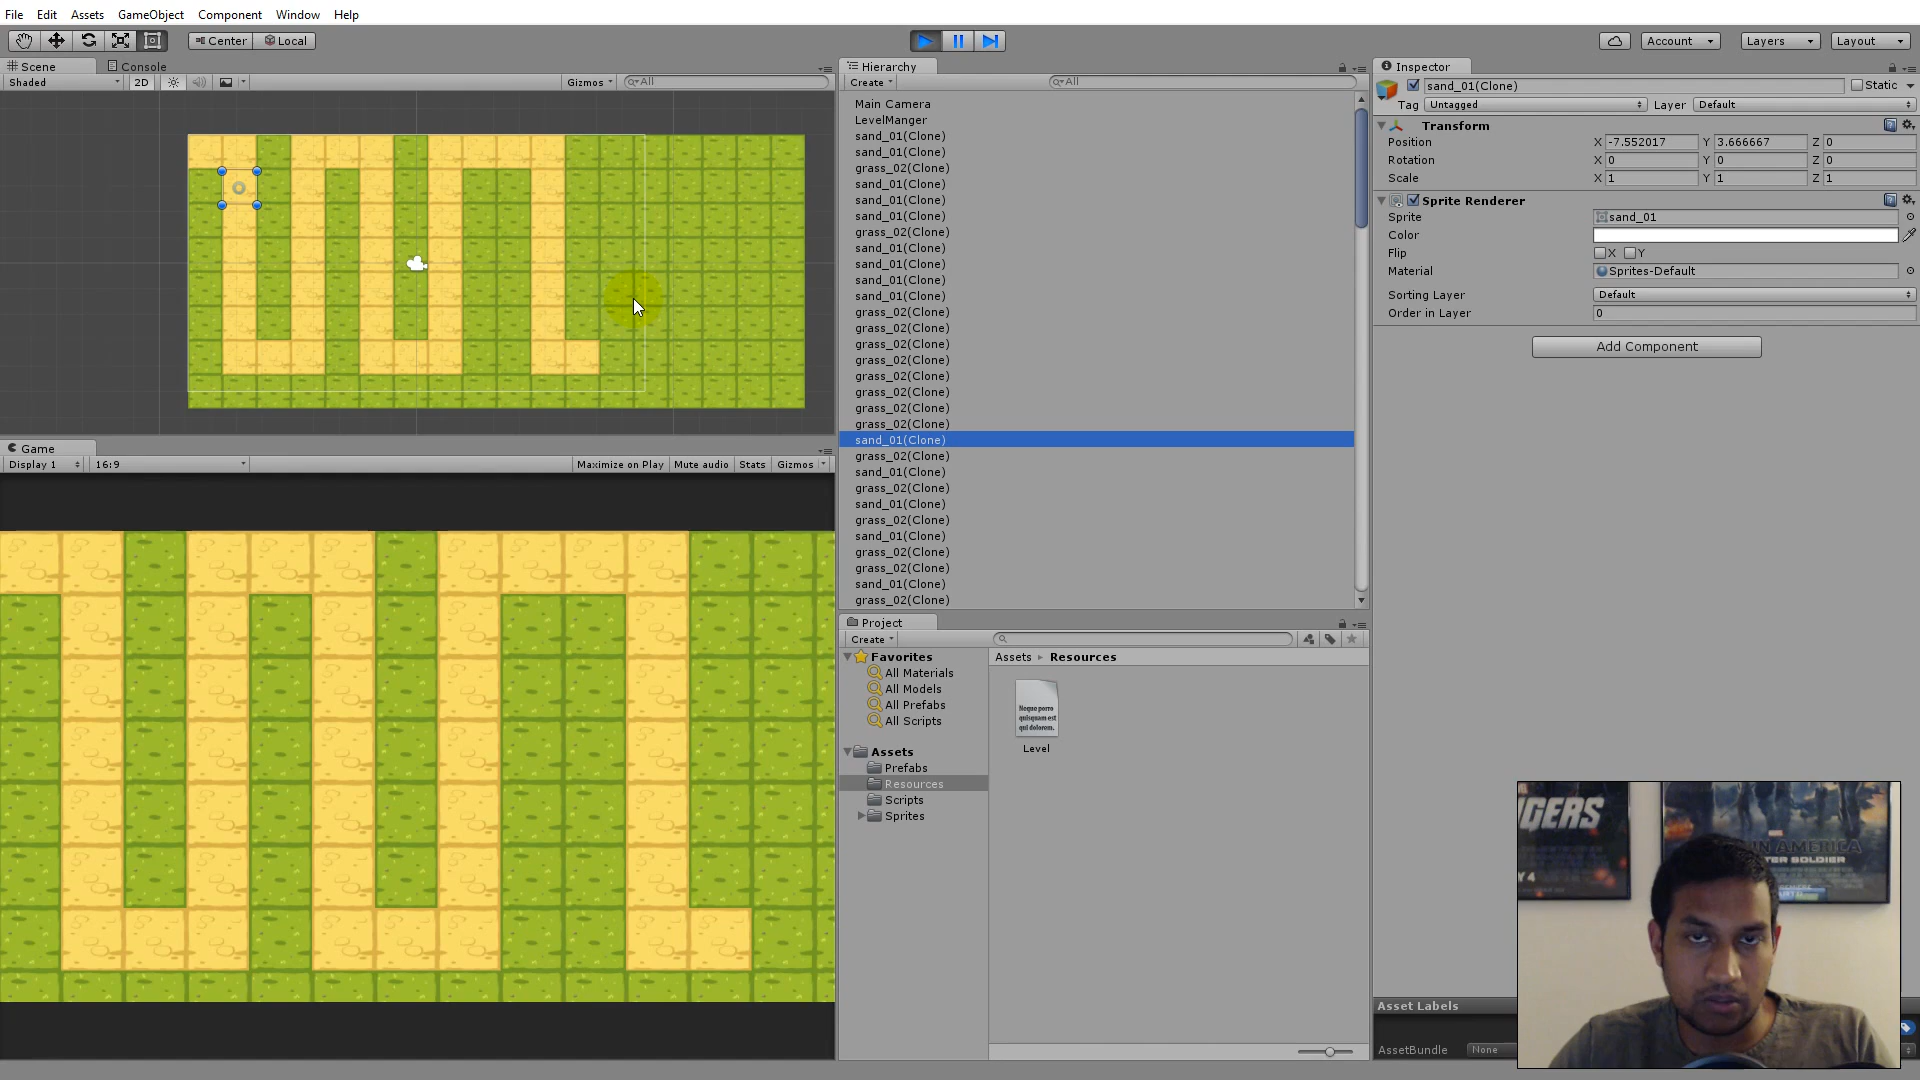 File Edit Assets GameObject Component Window Help
Center Local Account Layers Layout
Scene Console
Shaded 2D Gizmos All
Game
Display 1 16:9 Maximize on Play Mute audio Stats Gizmos
Hierarchy
Create All
Main Camera
LevelManger
sand_01(Clone)
sand_01(Clone)
grass_02(Clone)
sand_01(Clone)
sand_01(Clone)
sand_01(Clone)
grass_02(Clone)
sand_01(Clone)
sand_01(Clone)
sand_01(Clone)
sand_01(Clone)
grass_02(Clone)
grass_02(Clone)
grass_02(Clone)
grass_02(Clone)
grass_02(Clone)
grass_02(Clone)
grass_02(Clone)
grass_02(Clone)
sand_01(Clone)
grass_02(Clone)
sand_01(Clone)
grass_02(Clone)
sand_01(Clone)
grass_02(Clone)
sand_01(Clone)
grass_02(Clone)
grass_02(Clone)
sand_01(Clone)
grass_02(Clone)
Project
Create
Favorites
All Materials
All Models
All Prefabs
All Scripts
Assets
Prefabs
Resources
Scripts
Sprites
Assets Resources
Neque porro
quisquam est
qui dolorem.
Level
Inspector
sand_01(Clone) Static
Tag Untagged Layer Default
Transform
Position X -7.552017 Y 3.666667 Z 0
Rotation X 0 Y 0 Z 0
Scale X 1 Y 1 Z 1
Sprite Renderer
Sprite sand_01
Color
Flip X Y
Material Sprites-Default
Sorting Layer Default
Order in Layer 0
Add Component
Asset Labels
AssetBundle None
AMERICA
SOLDIER